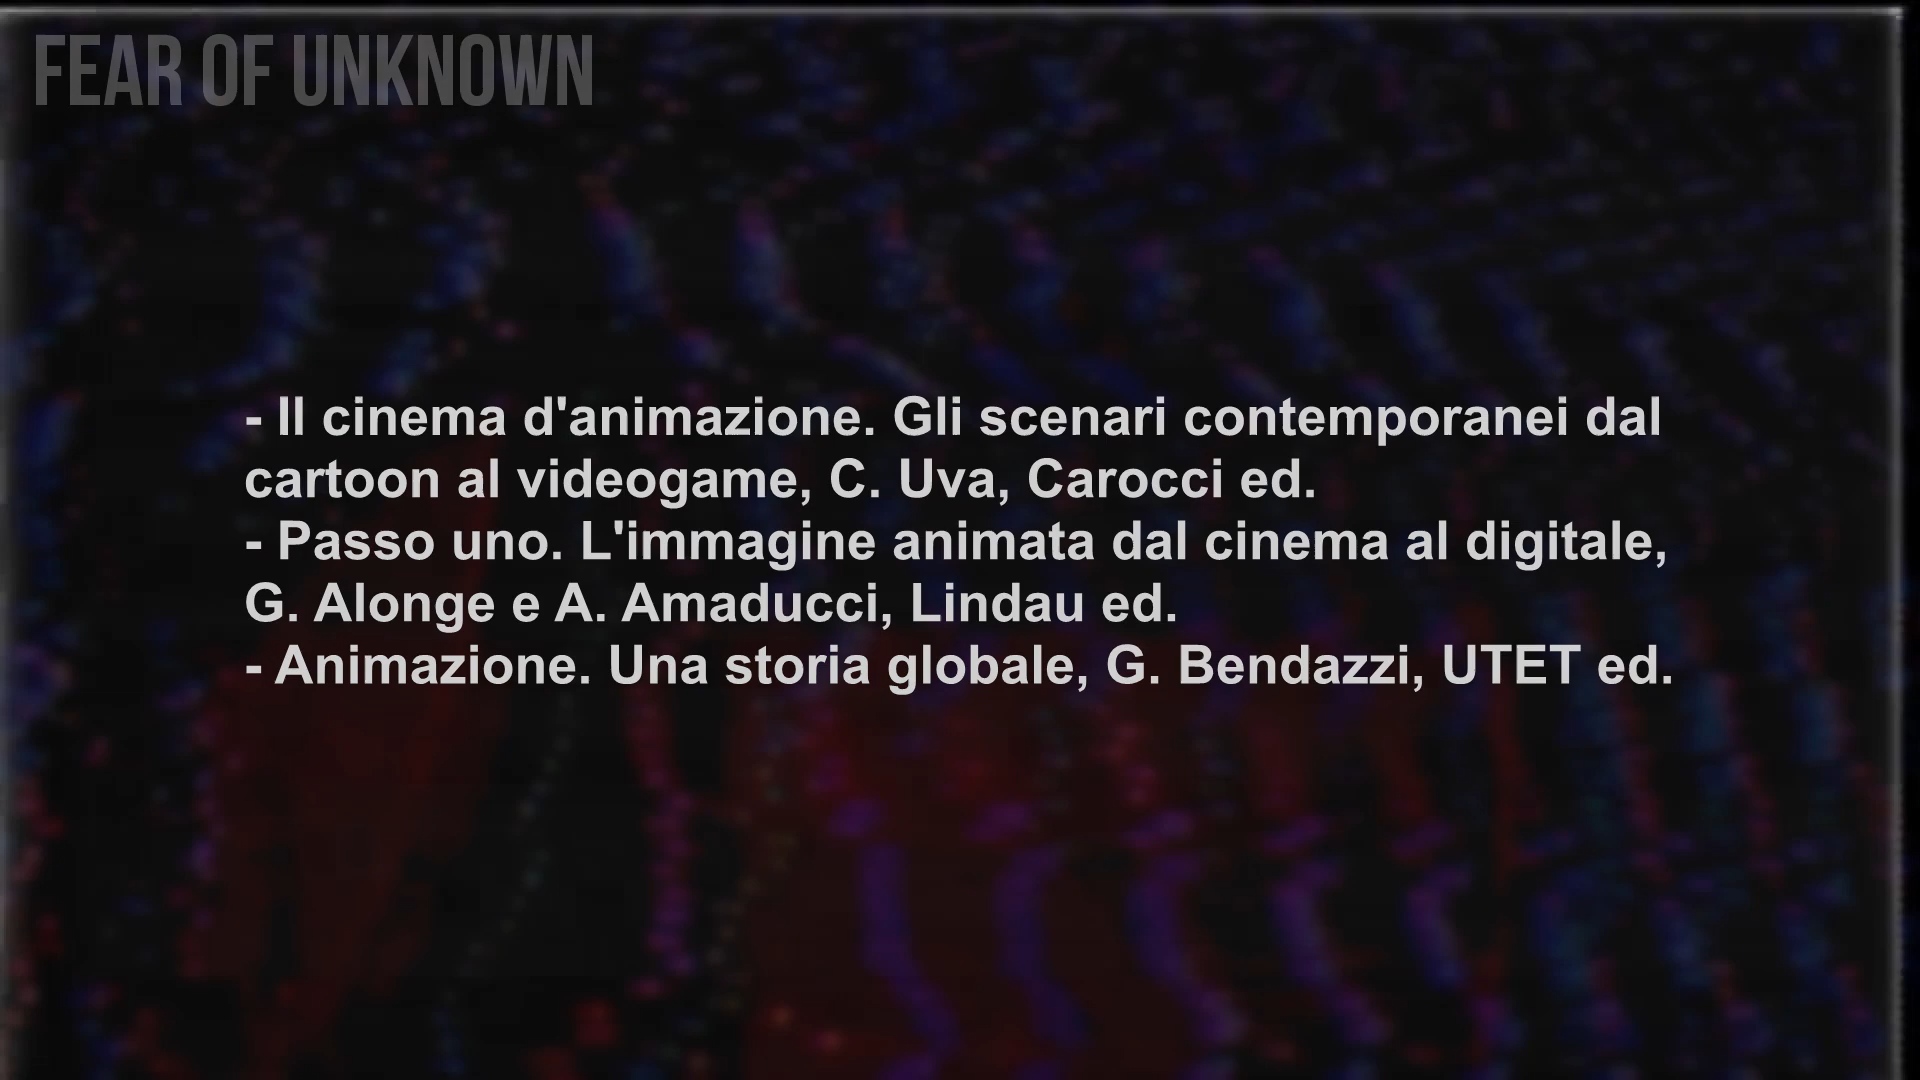 FEAR OF UNKNOWN
- Il cinema d'animazione. Gli scenari contemporanei dal
cartoon al videogame, C. Uva, Carocci ed.
- Passo uno. L'immagine animata dal cinema al digitale,
G. Alonge e A. Amaducci, Lindau ed.
- Animazione. Una storia globale, G. Bendazzi, UTET ed.